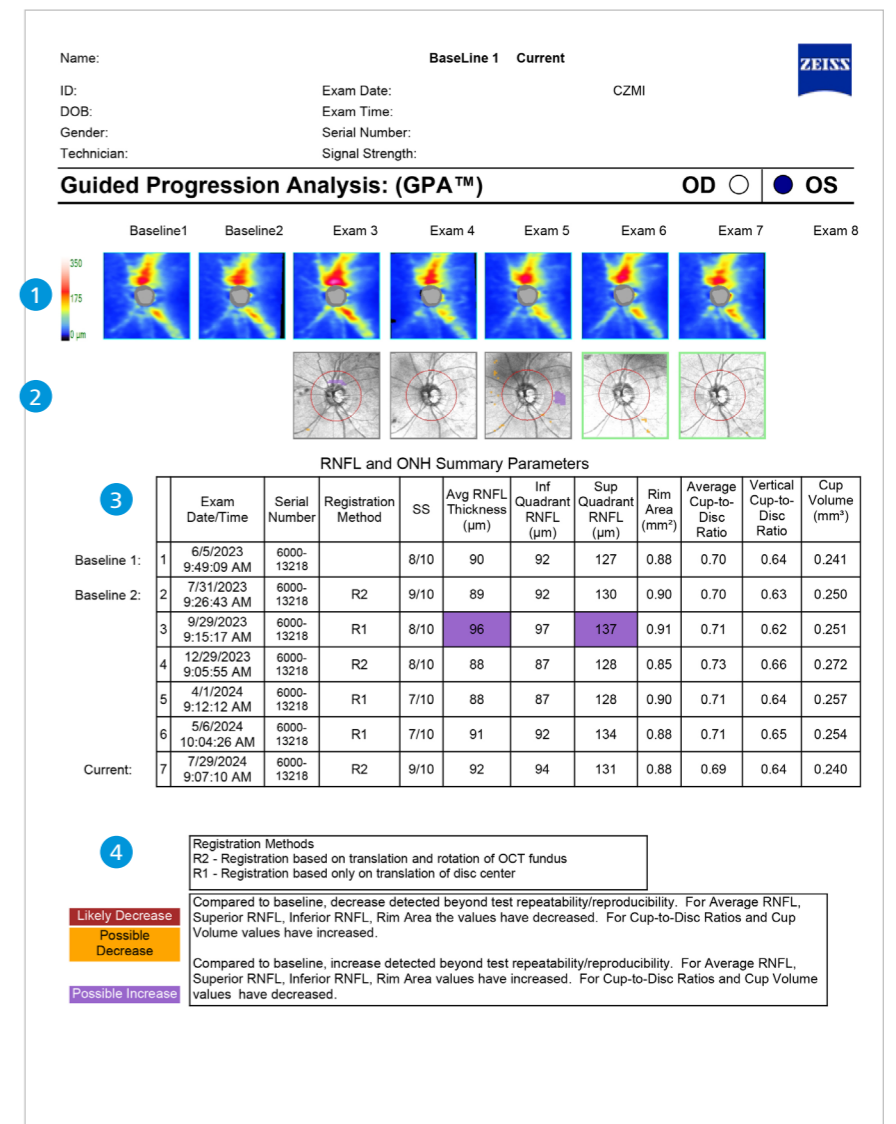 Name: BaseLine 1 Current
ZEISS
ID: Exam Date: CZMI
DOB: Exam Time:
Gender: Serial Number:
Technician: Signal Strength:
Guided Progression Analysis: (GPA™) OD OS
Baseline1 Baseline2 Exam 3 Exam 4 Exam 5 Exam 6 Exam 7 Exam 8
1
350
175
0 µm
2
RNFL and ONH Summary Parameters
3
Exam Date/Time Serial Number Registration Method SS Avg RNFL Thickness (µm) Inf Quadrant RNFL (µm) Sup Quadrant RNFL (µm) Rim Area (mm²) Average Cup-to-Disc Ratio Vertical Cup-to-Disc Ratio Cup Volume (mm³)
Baseline 1: 1 6/5/2023 9:49:09 AM 6000-13218 8/10 90 92 127 0.88 0.70 0.64 0.241
Baseline 2: 2 7/31/2023 9:26:43 AM 6000-13218 R2 9/10 89 92 130 0.90 0.70 0.63 0.250
3 9/29/2023 9:15:17 AM 6000-13218 R1 8/10 96 97 137 0.91 0.71 0.62 0.251
4 12/29/2023 9:05:55 AM 6000-13218 R2 8/10 88 87 128 0.85 0.73 0.66 0.272
5 4/1/2024 9:12:12 AM 6000-13218 R1 7/10 88 87 128 0.90 0.71 0.64 0.257
6 5/6/2024 10:04:26 AM 6000-13218 R1 7/10 91 92 134 0.88 0.71 0.65 0.254
Current: 7 7/29/2024 9:07:10 AM 6000-13218 R2 9/10 92 94 131 0.88 0.69 0.64 0.240
4
Registration Methods
R2 - Registration based on translation and rotation of OCT fundus
R1 - Registration based only on translation of disc center
Likely Decrease
Possible Decrease
Compared to baseline, decrease detected beyond test repeatability/reproducibility. For Average RNFL,
Superior RNFL, Inferior RNFL, Rim Area the values have decreased. For Cup-to-Disc Ratios and Cup
Volume values have increased.
Possible Increase
Compared to baseline, increase detected beyond test repeatability/reproducibility. For Average RNFL,
Superior RNFL, Inferior RNFL, Rim Area values have increased. For Cup-to-Disc Ratios and Cup Volume
values have decreased.